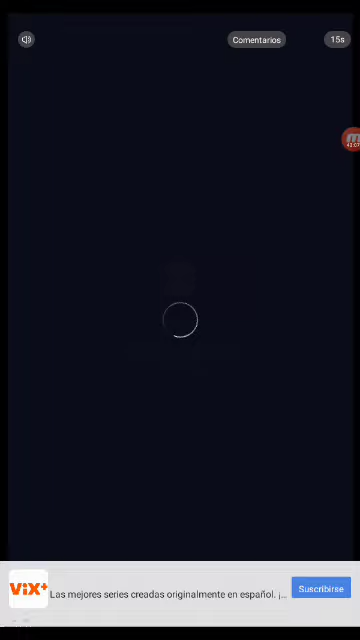 Comentarios
15s
ViX+
Las mejores series creadas originalmente en español. ¡...
Suscribirse